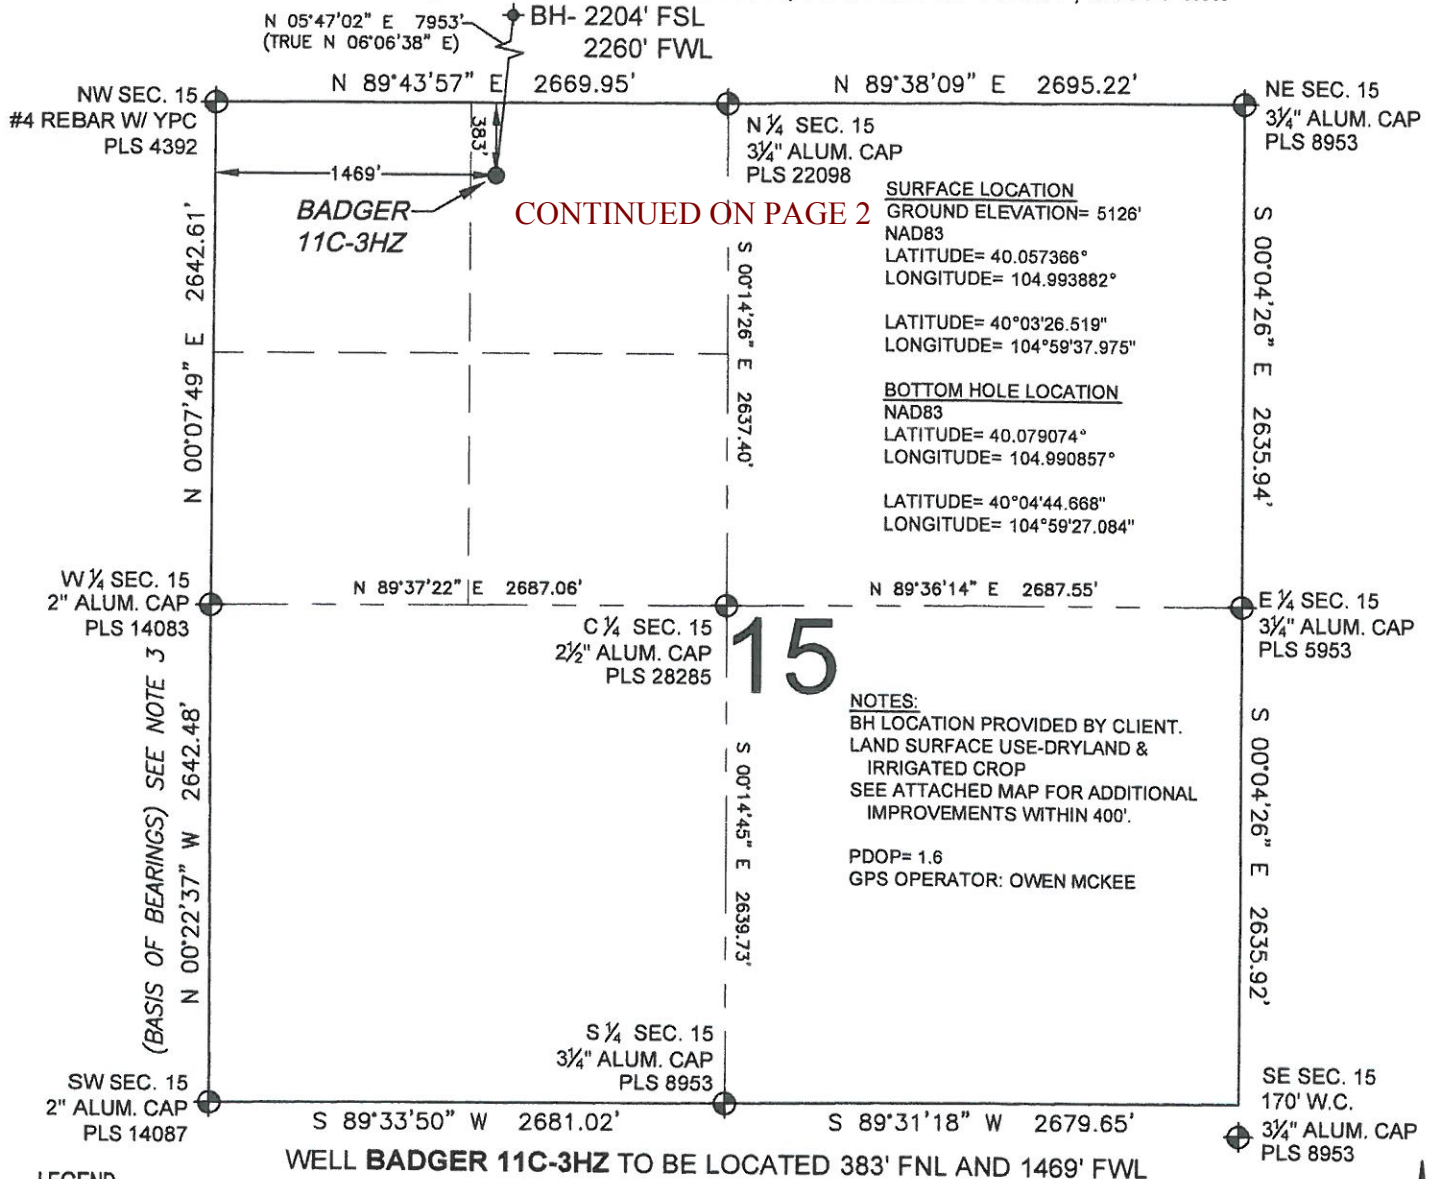 N 05°47'02" E 7953'
(TRUE N 06°06'38" E)
BH- 2204' FSL
2260' FWL
N 89°43'57" E 2669.95'
N 89°38'09" E 2695.22'
NW SEC. 15
#4 REBAR W/ YPC
PLS 4392
N ¼ SEC. 15
3¼" ALUM. CAP
PLS 22098
NE SEC. 15
3¼" ALUM. CAP
PLS 8953
383'
1469'
BADGER
11C-3HZ
CONTINUED ON PAGE 2
SURFACE LOCATION
GROUND ELEVATION= 5126'
NAD83
LATITUDE= 40.057366°
LONGITUDE= 104.993882°
LATITUDE= 40°03'26.519"
LONGITUDE= 104°59'37.975"
BOTTOM HOLE LOCATION
NAD83
LATITUDE= 40.079074°
LONGITUDE= 104.990857°
LATITUDE= 40°04'44.668"
LONGITUDE= 104°59'27.084"
N 00°07'49" E 2642.61'
S 00°14'26" E 2637.40'
S 00°04'26" E 2635.94'
W ¼ SEC. 15
2" ALUM. CAP
PLS 14083
N 89°37'22" E 2687.06'
N 89°36'14" E 2687.55'
C ¼ SEC. 15
2½" ALUM. CAP
PLS 28285
15
E ¼ SEC. 15
3¼" ALUM. CAP
PLS 5953
NOTES:
BH LOCATION PROVIDED BY CLIENT.
LAND SURFACE USE-DRYLAND &
IRRIGATED CROP
SEE ATTACHED MAP FOR ADDITIONAL
IMPROVEMENTS WITHIN 400'.
PDOP= 1.6
GPS OPERATOR: OWEN MCKEE
(BASIS OF BEARINGS) SEE NOTE 3
N 00°22'37" W 2642.48'
S 00°14'45" E 2639.73'
S 00°04'26" E 2635.92'
SW SEC. 15
2" ALUM. CAP
PLS 14087
S ¼ SEC. 15
3¼" ALUM. CAP
PLS 8953
SE SEC. 15
170' W.C.
3¼" ALUM. CAP
PLS 8953
S 89°33'50" W 2681.02'
S 89°31'18" W 2679.65'
WELL BADGER 11C-3HZ TO BE LOCATED 383' FNL AND 1469' FWL
LEGEND